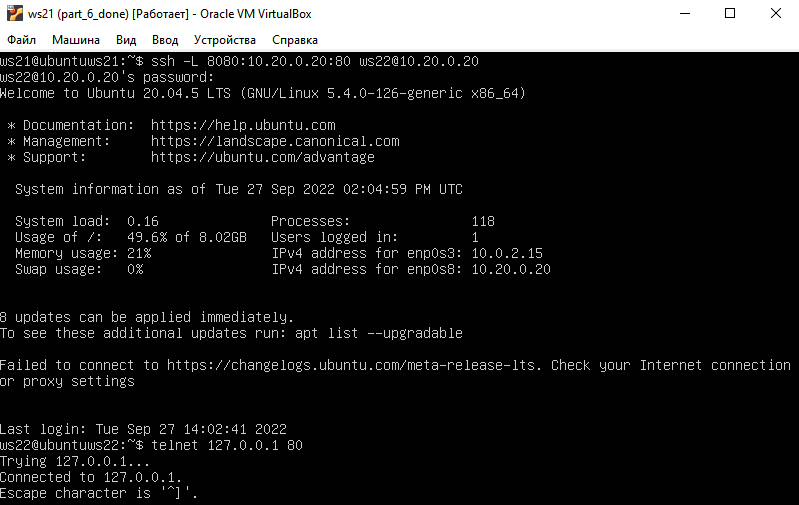 ws21 (part_6_done) [Работает] - Oracle VM VirtualBox
Файл Машина Вид Ввод Устройства Справка
ws21@ubuntuws21:~$ ssh -L 8080:10.20.0.20:80 ws22@10.20.0.20
ws22@10.20.0.20's password:
Welcome to Ubuntu 20.04.5 LTS (GNU/Linux 5.4.0-126-generic x86_64)
* Documentation: https://help.ubuntu.com
* Management: https://landscape.canonical.com
* Support: https://ubuntu.com/advantage
System information as of Tue 27 Sep 2022 02:04:59 PM UTC
System load: 0.16 Processes: 118
Usage of /: 49.6% of 8.02GB Users logged in: 1
Memory usage: 21% IPv4 address for enp0s3: 10.0.2.15
Swap usage: 0% IPv4 address for enp0s8: 10.20.0.20
8 updates can be applied immediately.
To see these additional updates run: apt list --upgradable
Failed to connect to https://changelogs.ubuntu.com/meta-release-lts. Check your Internet connection
or proxy settings
Last login: Tue Sep 27 14:02:41 2022
ws22@ubuntuws22:~$ telnet 127.0.0.1 80
Trying 127.0.0.1...
Connected to 127.0.0.1.
Escape character is '^]'.